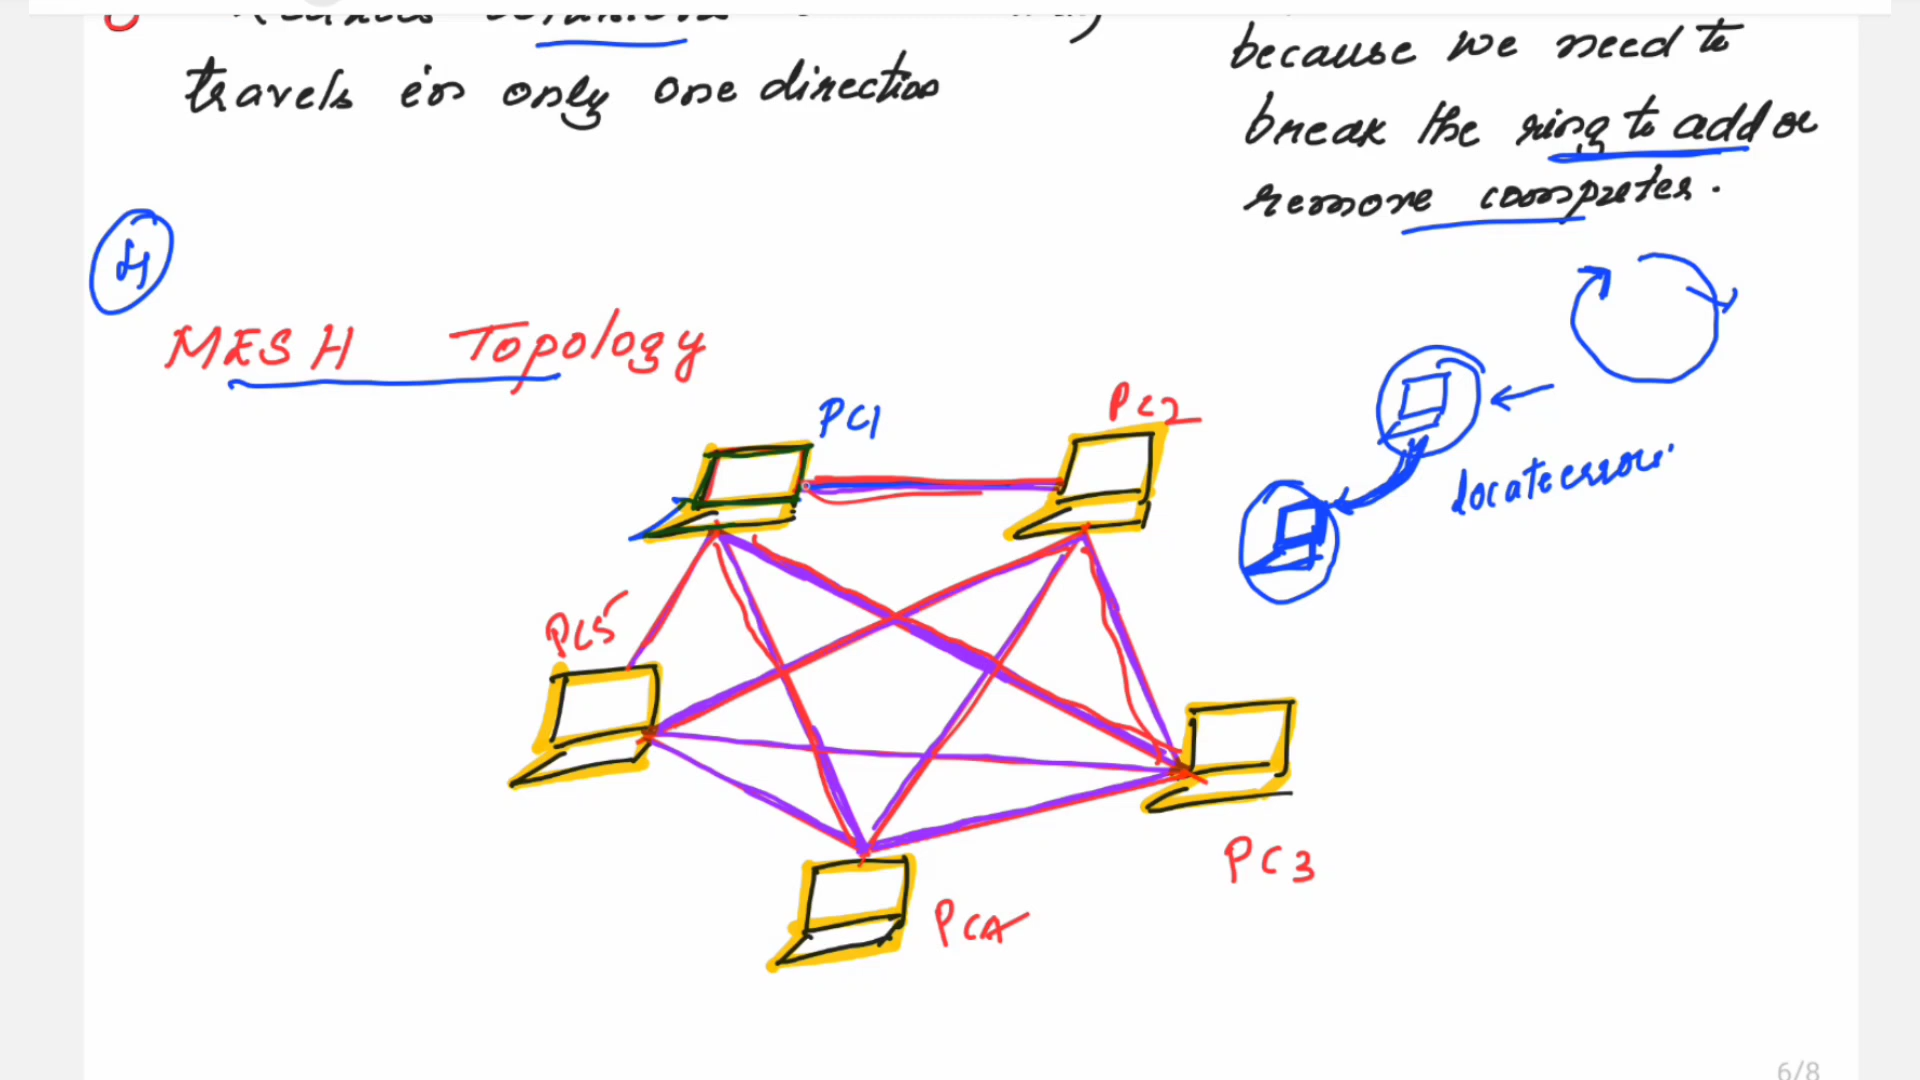 travels in only one direction
because we need to
break the ring to add or
remove computer.
4
MESH Topology
PC1
PC2
locate error.
PC5
PC3
PC4
6/8